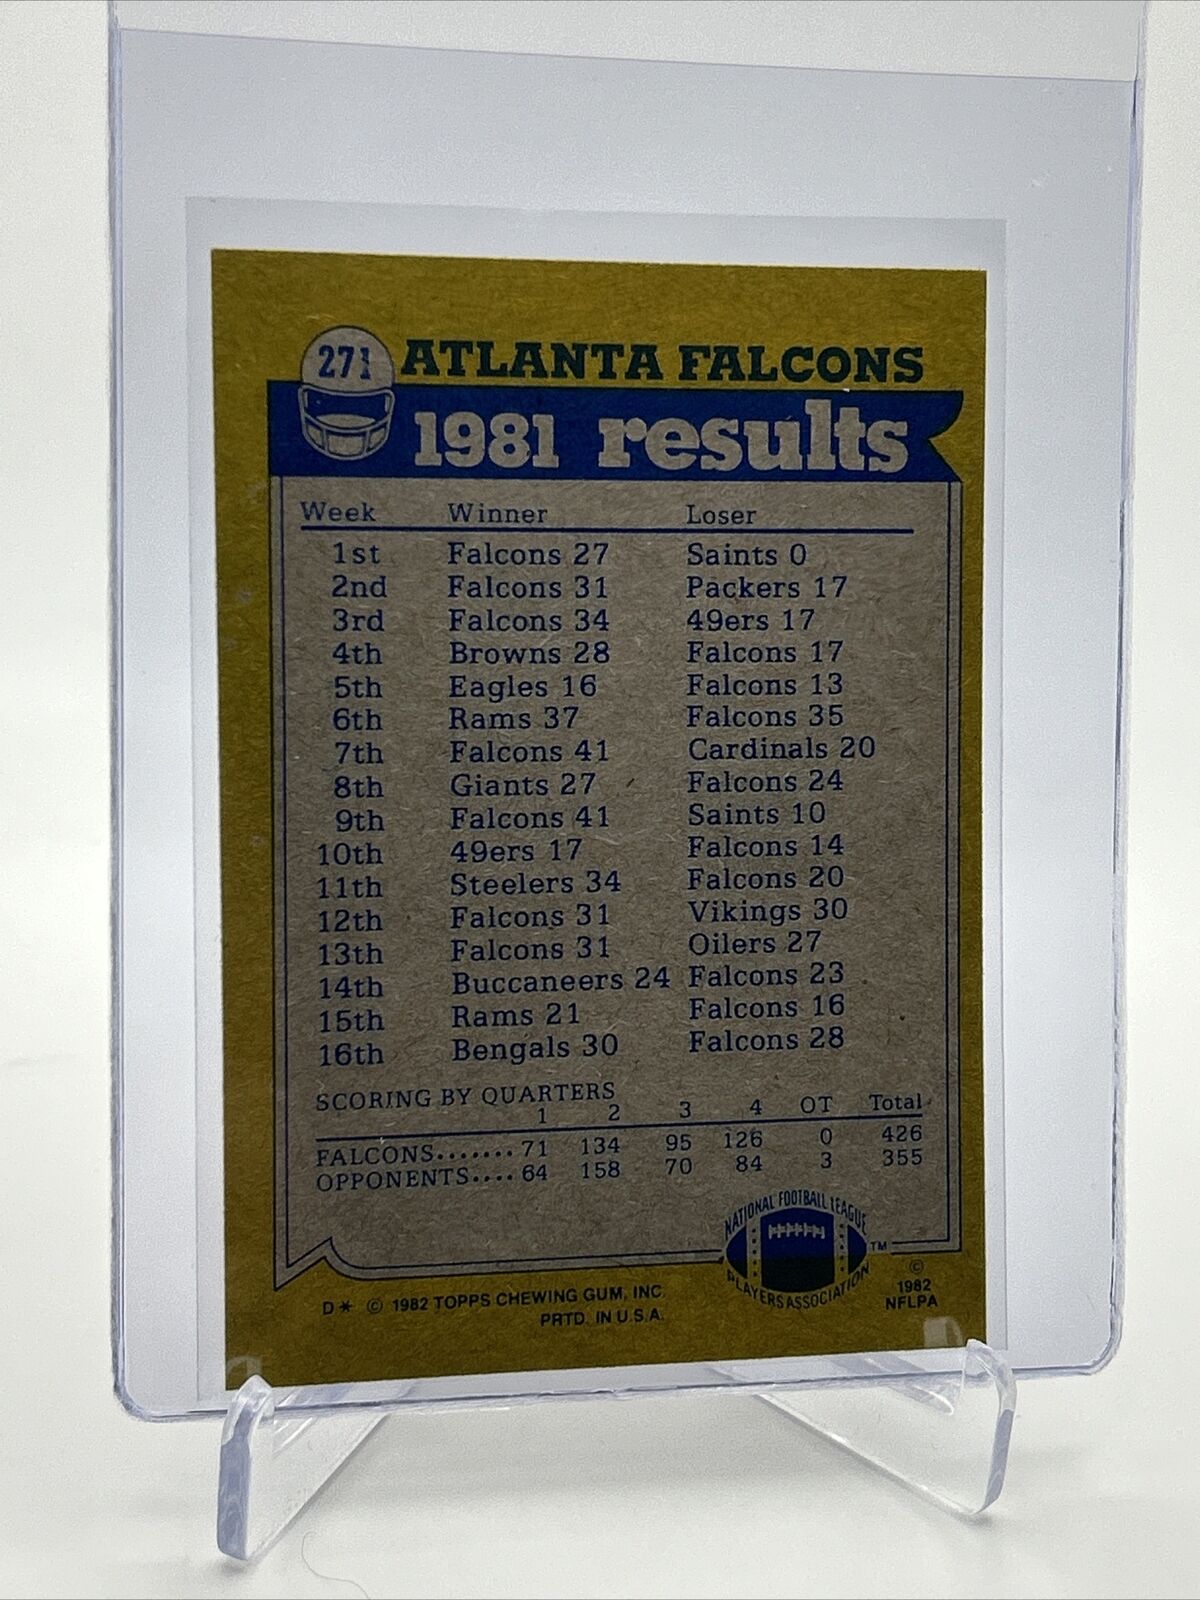 271 ATLANTA FALCONS
1981 results
Week Winner Loser
1st Falcons 27 Saints 0
2nd Falcons 31 Packers 17
3rd Falcons 34 49ers 17
4th Browns 28 Falcons 17
5th Eagles 16 Falcons 13
6th Rams 37 Falcons 35
7th Falcons 41 Cardinals 20
8th Giants 27 Falcons 24
9th Falcons 41 Saints 10
10th 49ers 17 Falcons 14
11th Steelers 34 Falcons 20
12th Falcons 31 Vikings 30
13th Falcons 31 Oilers 27
14th Buccaneers 24 Falcons 23
15th Rams 21 Falcons 16
16th Bengals 30 Falcons 28
SCORING BY QUARTERS
1 2 3 4 OT Total
FALCONS....... 71 134 95 126 0 426
OPPONENTS.... 64 158 70 84 3 355
NATIONAL FOOTBALL LEAGUE
PLAYERS ASSOCIATION ™
D* © 1982 TOPPS CHEWING GUM, INC.
PRTD. IN U.S.A.
©
1982
NFLPA